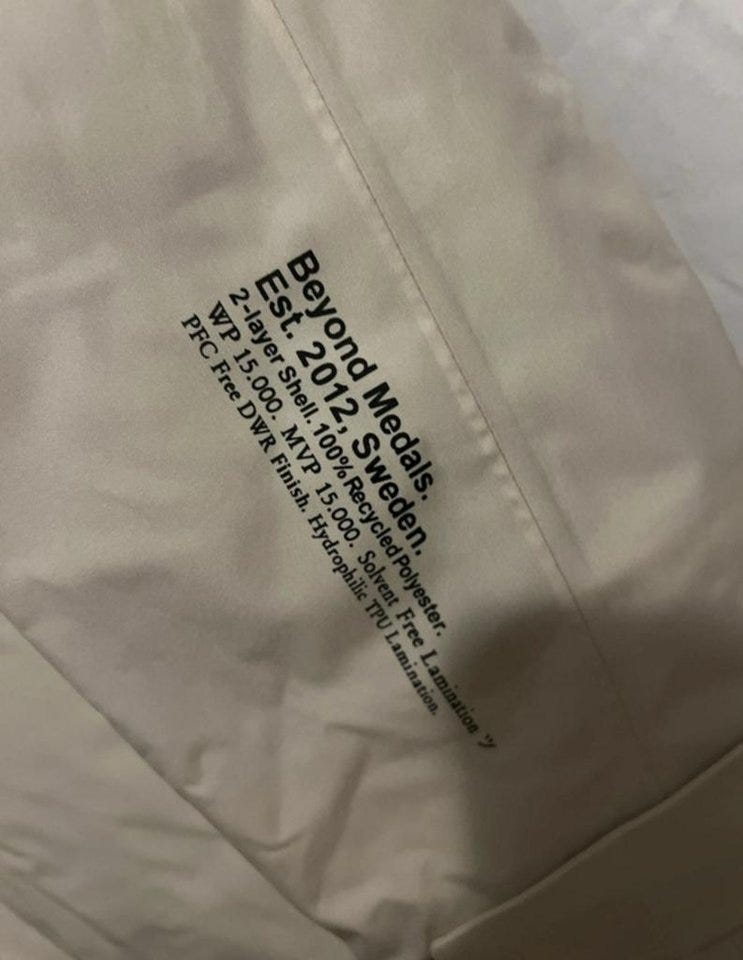 Beyond Medals.
Est. 2012, Sweden.
2-layer Shell. 100% Recycled Polyester.
WP 15.000. MVP 15.000. Solvent Free Lamination ツ
PFC Free DWR Finish. Hydrophilic TPU Lamination.